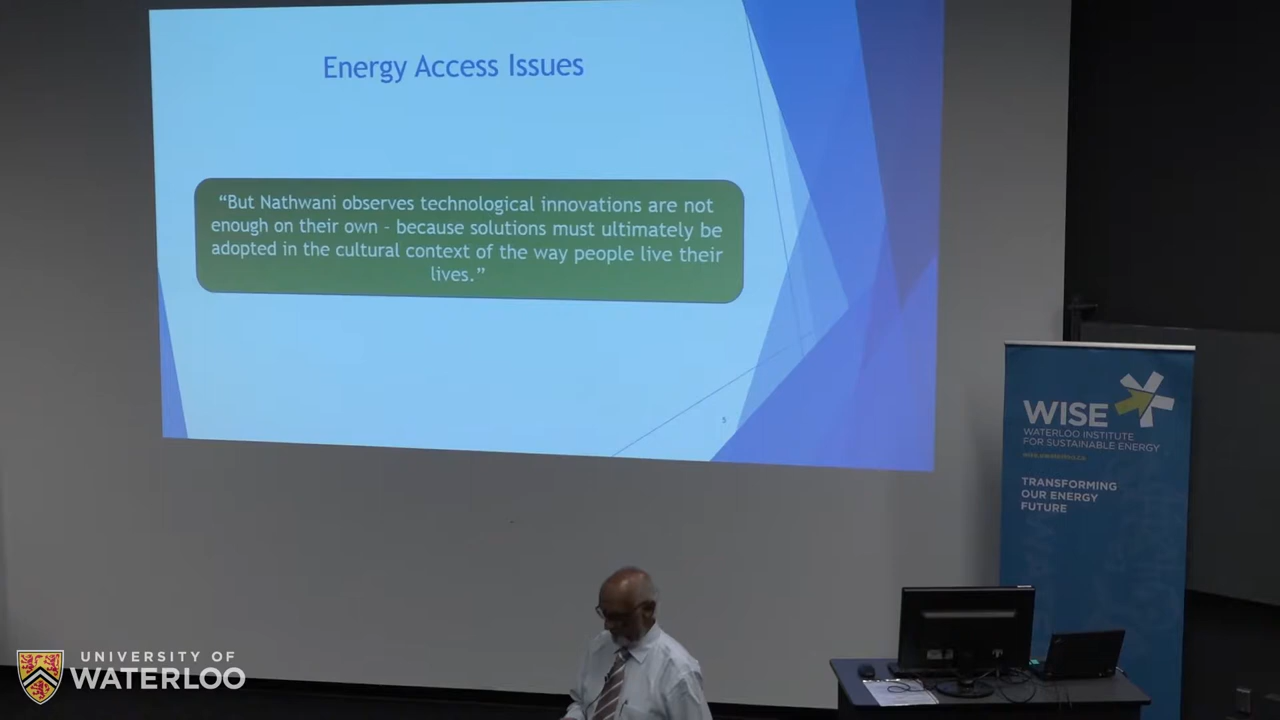 Energy Access Issues
“But Nathwani observes technological innovations are not
enough on their own - because solutions must ultimately be
adopted in the cultural context of the way people live their
lives.”
5
WISE
WATERLOO INSTITUTE
FOR SUSTAINABLE ENERGY
TRANSFORMING
OUR ENERGY
FUTURE
UNIVERSITY OF
WATERLOO